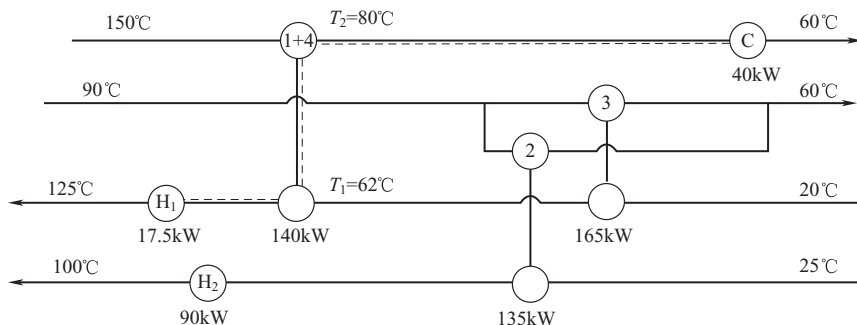 150℃ T₂=80℃ 60℃
1+4 C
40kW
90℃ 3 60℃
2
125℃ T₁=62℃ 20℃
H₁
17.5kW 140kW 165kW
100℃ 25℃
H₂
90kW 135kW